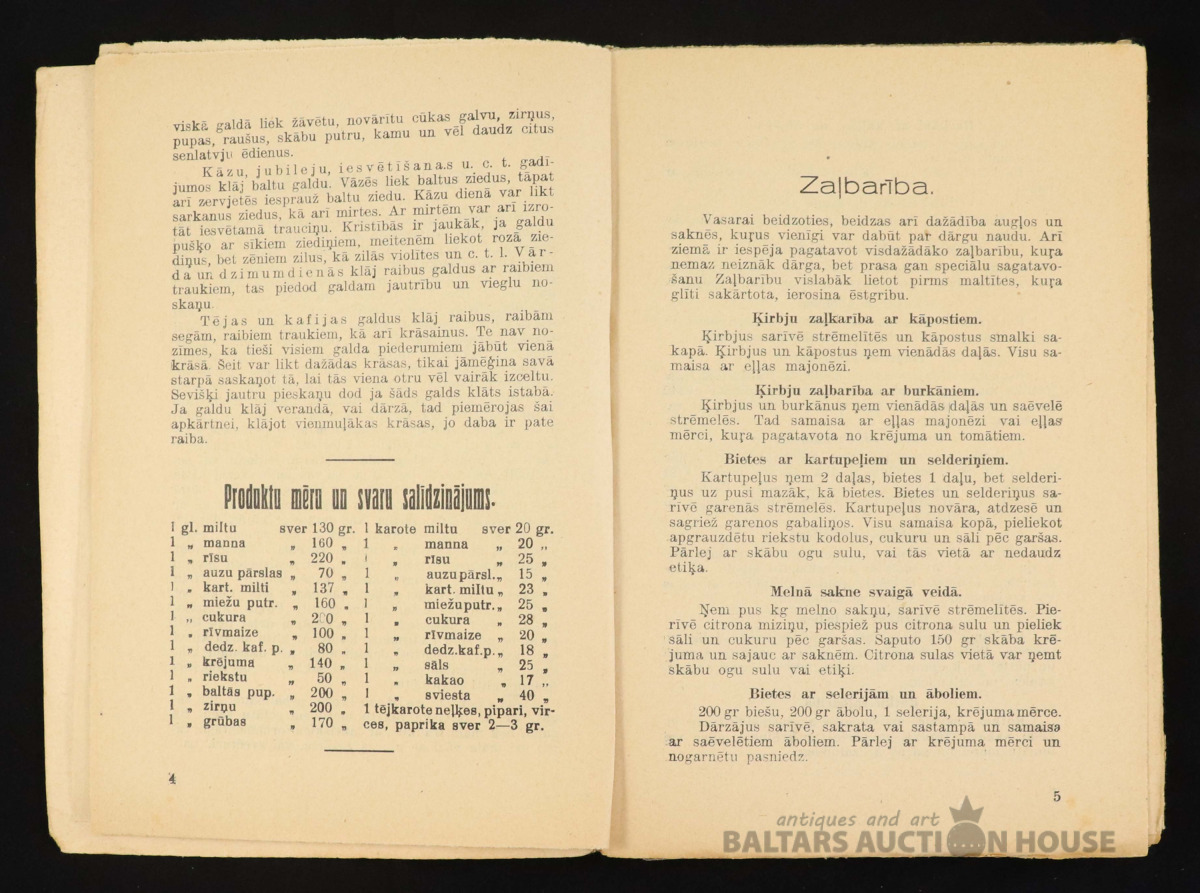 viskā galdā liek žāvētu, novārītu cūkas galvu, zirņus,
pupas, raušus, skābu putru, kamu un vēl daudz citus
senlatvju ēdienus.
Kāzu, jubileju, iesvētīšanas u. c. t. gadī-
jumos klāj baltu galdu. Vāzēs liek baltus ziedus, tāpat
arī zervjetēs iesprauž baltu ziedu. Kāzu dienā var likt
sarkanus ziedus, kā arī mirtes. Ar mirtēm var arī izro-
tāt iesvētamā trauciņu. Kristībās ir jaukāk, ja galdu
pušķo ar sīkiem ziediņiem, meitenēm liekot rozā zie-
diņus, bet zēniem zilus, kā zilās violītes un c. t. l. Vār-
da un dzimumdienās klāj raibus galdus ar raibiem
traukiem, tas piedod galdam jautrību un vieglu no-
skaņu.
Tējas un kafijas galdus klāj raibus, raibām
segām, raibiem traukiem, kā arī krāsainus. Te nav no-
zīmes, ka tieši visiem galda piederumiem jābūt vienā
krāsā. Šeit var likt dažādas krāsas, tikai jāmēģina savā
starpā saskaņot tā, lai tās viena otru vēl vairāk izceltu.
Sevišķi jautru pieskaņu dod ja šāds galds klāts istabā.
Ja galdu klāj verandā, vai dārzā, tad piemērojas šai
apkārtnei, klājot vienmuļākas krāsas, jo daba ir pate
raiba.
Produktu mēru un svaru salīdzinājums.
1 gl. miltu sver 130 gr. 1 karote miltu sver 20 gr.
1 „ manna „ 160 „ 1 „ manna „ 20 „
1 „ rīsu „ 220 „ 1 „ rīsu „ 25 „
1 „ auzu pārslas „ 70 „ 1 „ auzu pārsl. „ 15 „
1 „ kart. milti „ 137 „ 1 „ kart. miltu „ 23 „
1 „ miežu putr. „ 160 „ 1 „ miežu putr. „ 25 „
1 „ cukura „ 1 „ cukura „ 28 „
1 „ rīvmaize „ 100 „ 1 „ rīvmaize „ 20 „
1 „ dedz. kaf. p. „ 80 „ 1 „ dedz. kaf. p. „ 18 „
1 „ krējuma „ 140 „ 1 „ sāls „ 25 „
1 „ riekstu „ 50 „ 1 „ kakao „ 17 „
1 „ baltās pup. „ 200 „ 1 „ sviesta „ 40 „
1 „ zirņu „ 200 „ 1 tējkarote neļķes, pipari, vir-
1 „ grūbas „ 170 „ ces, paprika sver 2—3 gr.
4
Zaļbarība.
Vasarai beidzoties, beidzas arī dažādība augļos un
saknēs, kuŗus vienīgi var dabūt par dārgu naudu. Arī
ziemā ir iespēja pagatavot visdažādāko zaļbarību, kuŗa
nemaz neiznāk dārga, bet prasa gan speciālu sagatavo-
šanu Zaļbarību vislabāk lietot pirms maltītes, kuŗa
glīti sakārtota, ierosina ēstgribu.
Ķirbju zaļkarība ar kāpostiem.
Ķirbjus sarīvē strēmelītēs un kāpostus smalki sa-
kapā. Ķirbjus un kāpostus ņem vienādās daļās. Visu sa-
maisa ar eļļas majonēzi.
Ķirbju zaļbarība ar burkāniem.
Ķirbjus un burkānus ņem vienādās daļās un saēvelē
strēmelēs. Tad samaisa ar eļļas majonēzi vai eļļas
mērci, kuŗa pagatavota no krējuma un tomātiem.
Bietes ar kartupeļiem un selderiņiem.
Kartupeļus ņem 2 daļas, bietes 1 daļu, bet selderi-
ņus uz pusi mazāk, kā bietes. Bietes un selderiņus sa-
rīvē garenās strēmelēs. Kartupeļus novāra, atdzesē un
sagriež garenos gabaliņos. Visu samaisa kopā, pieliekot
apgrauzdētu riekstu kodolus, cukuru un sāli pēc garšas.
Pārlej ar skābu ogu sulu, vai tās vietā ar nedaudz
etiķa.
Melnā sakne svaigā veidā.
Ņem pus kg melno sakņu, sarīvē strēmelītēs. Pie-
rīvē citrona miziņu, piespiež pus citrona sulu un pieliek
sāli un cukuru pēc garšas. Saputo 150 gr skāba krē-
juma un sajauc ar saknēm. Citrona sulas vietā var ņemt
skābu ogu sulu vai etiķi.
Bietes ar selerijām un āboliem.
200 gr biešu, 200 gr ābolu, 1 selerija, krējuma mērce.
Dārzājus sarīvē, sakrata vai sastampā un samaisa
ar saēvelētiem āboliem. Pārlej ar krējuma mērci un
nogarnētu pasniedz.
5
antiques and art
BALTARS AUCTION HOUSE